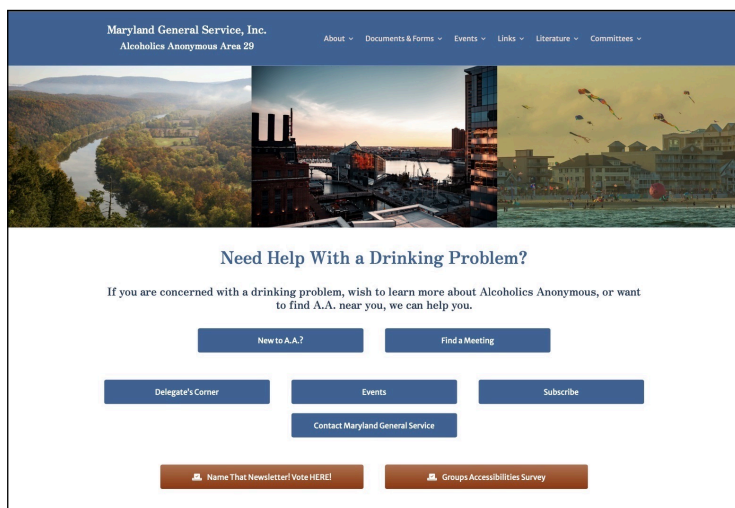 Maryland General Service, Inc.
Alcoholics Anonymous Area 29
About Documents & Forms Events Links Literature Committees
Need Help With a Drinking Problem?
If you are concerned with a drinking problem, wish to learn more about Alcoholics Anonymous, or want
to find A.A. near you, we can help you.
New to A.A.? Find a Meeting
Delegate's Corner Events Subscribe
Contact Maryland General Service
Name That Newsletter! Vote HERE! Groups Accessibilities Survey